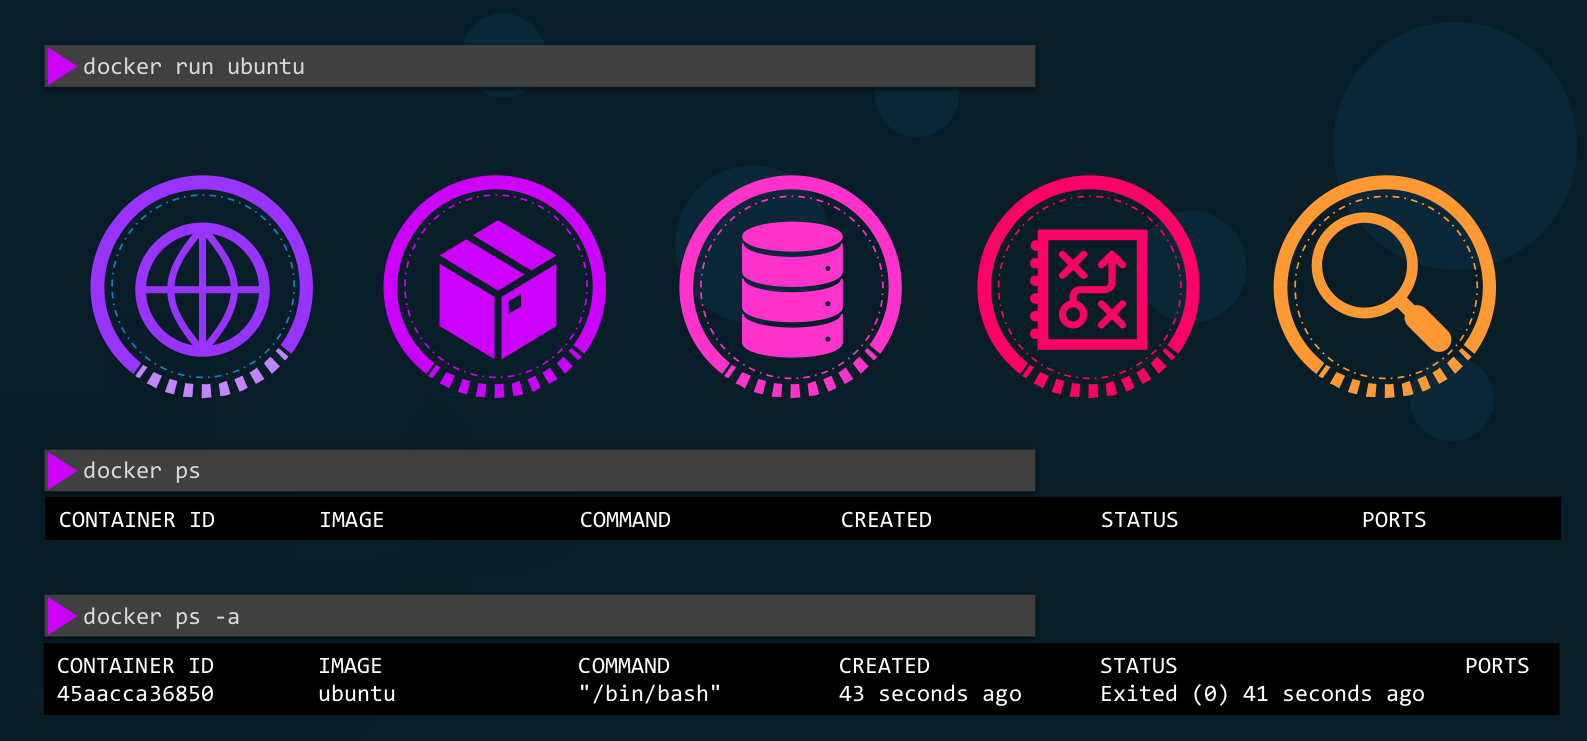 docker run ubuntu
docker ps
CONTAINER ID IMAGE COMMAND CREATED STATUS PORTS
docker ps -a
CONTAINER ID IMAGE COMMAND CREATED STATUS PORTS
45aacca36850 ubuntu "/bin/bash" 43 seconds ago Exited (0) 41 seconds ago